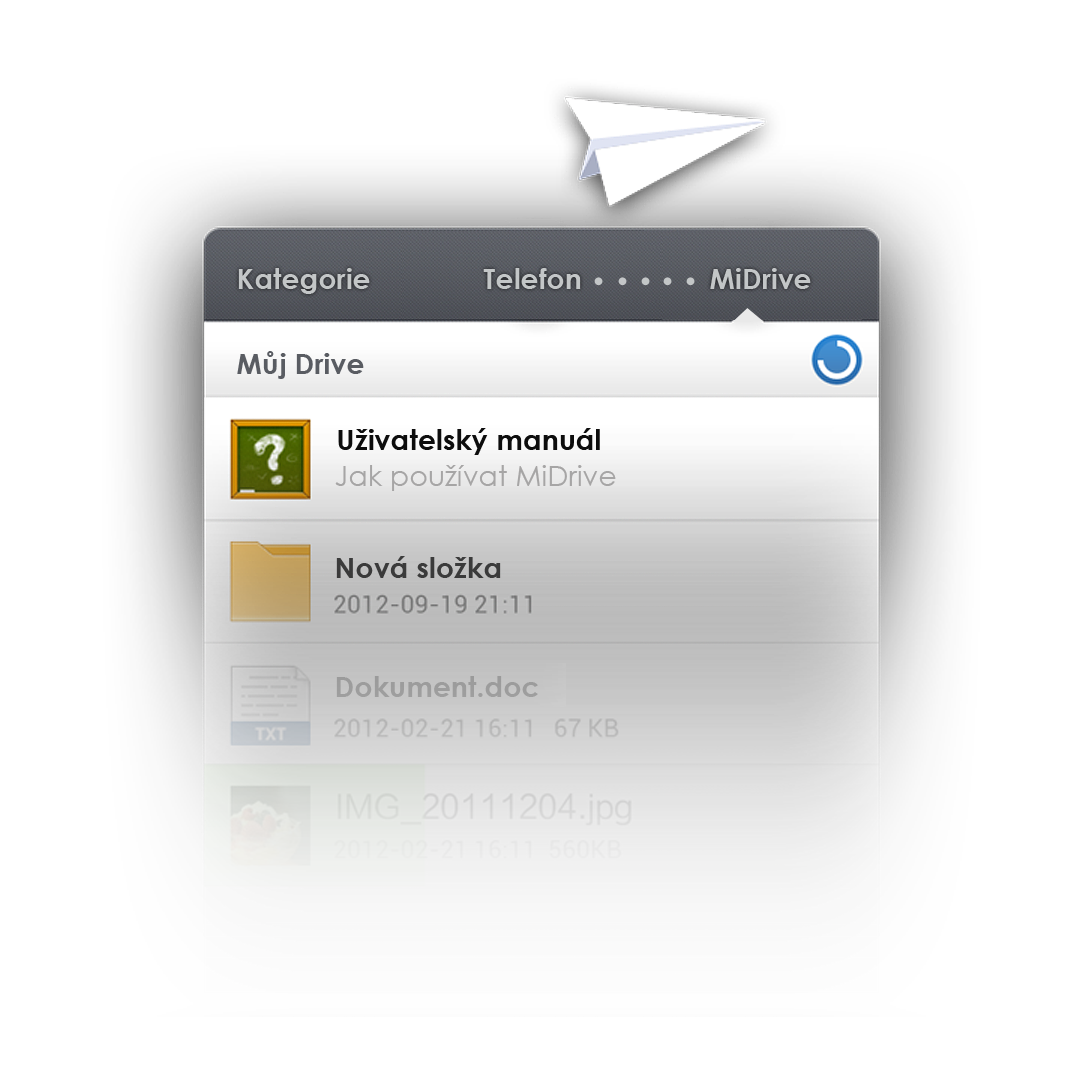 Kategorie Telefon • • • • • MiDrive
Můj Drive
Uživatelský manuál
Jak používat MiDrive
Nová složka
2012-09-19 21:11
Dokument.doc
2012-02-21 16:11 67 KB
TXT
IMG_20111204.jpg
2012-02-21 16:11 560KB